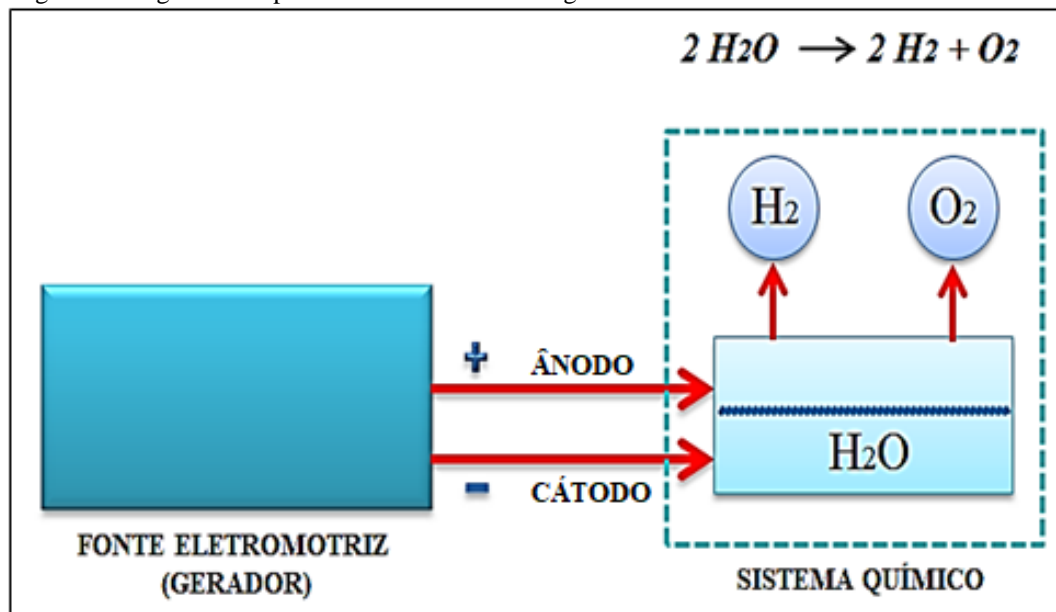 2 H2O → 2 H2 + O2
H2
O2
+ ÂNODO
H2O
− CÁTODO
FONTE ELETROMOTRIZ
(GERADOR)
SISTEMA QUÍMICO